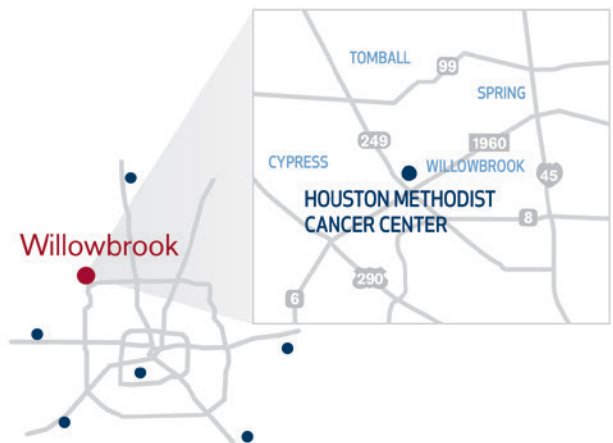 TOMBALL
99
SPRING
249
1960
CYPRESS
WILLOWBROOK
45
HOUSTON METHODIST
CANCER CENTER
8
Willowbrook
290
6